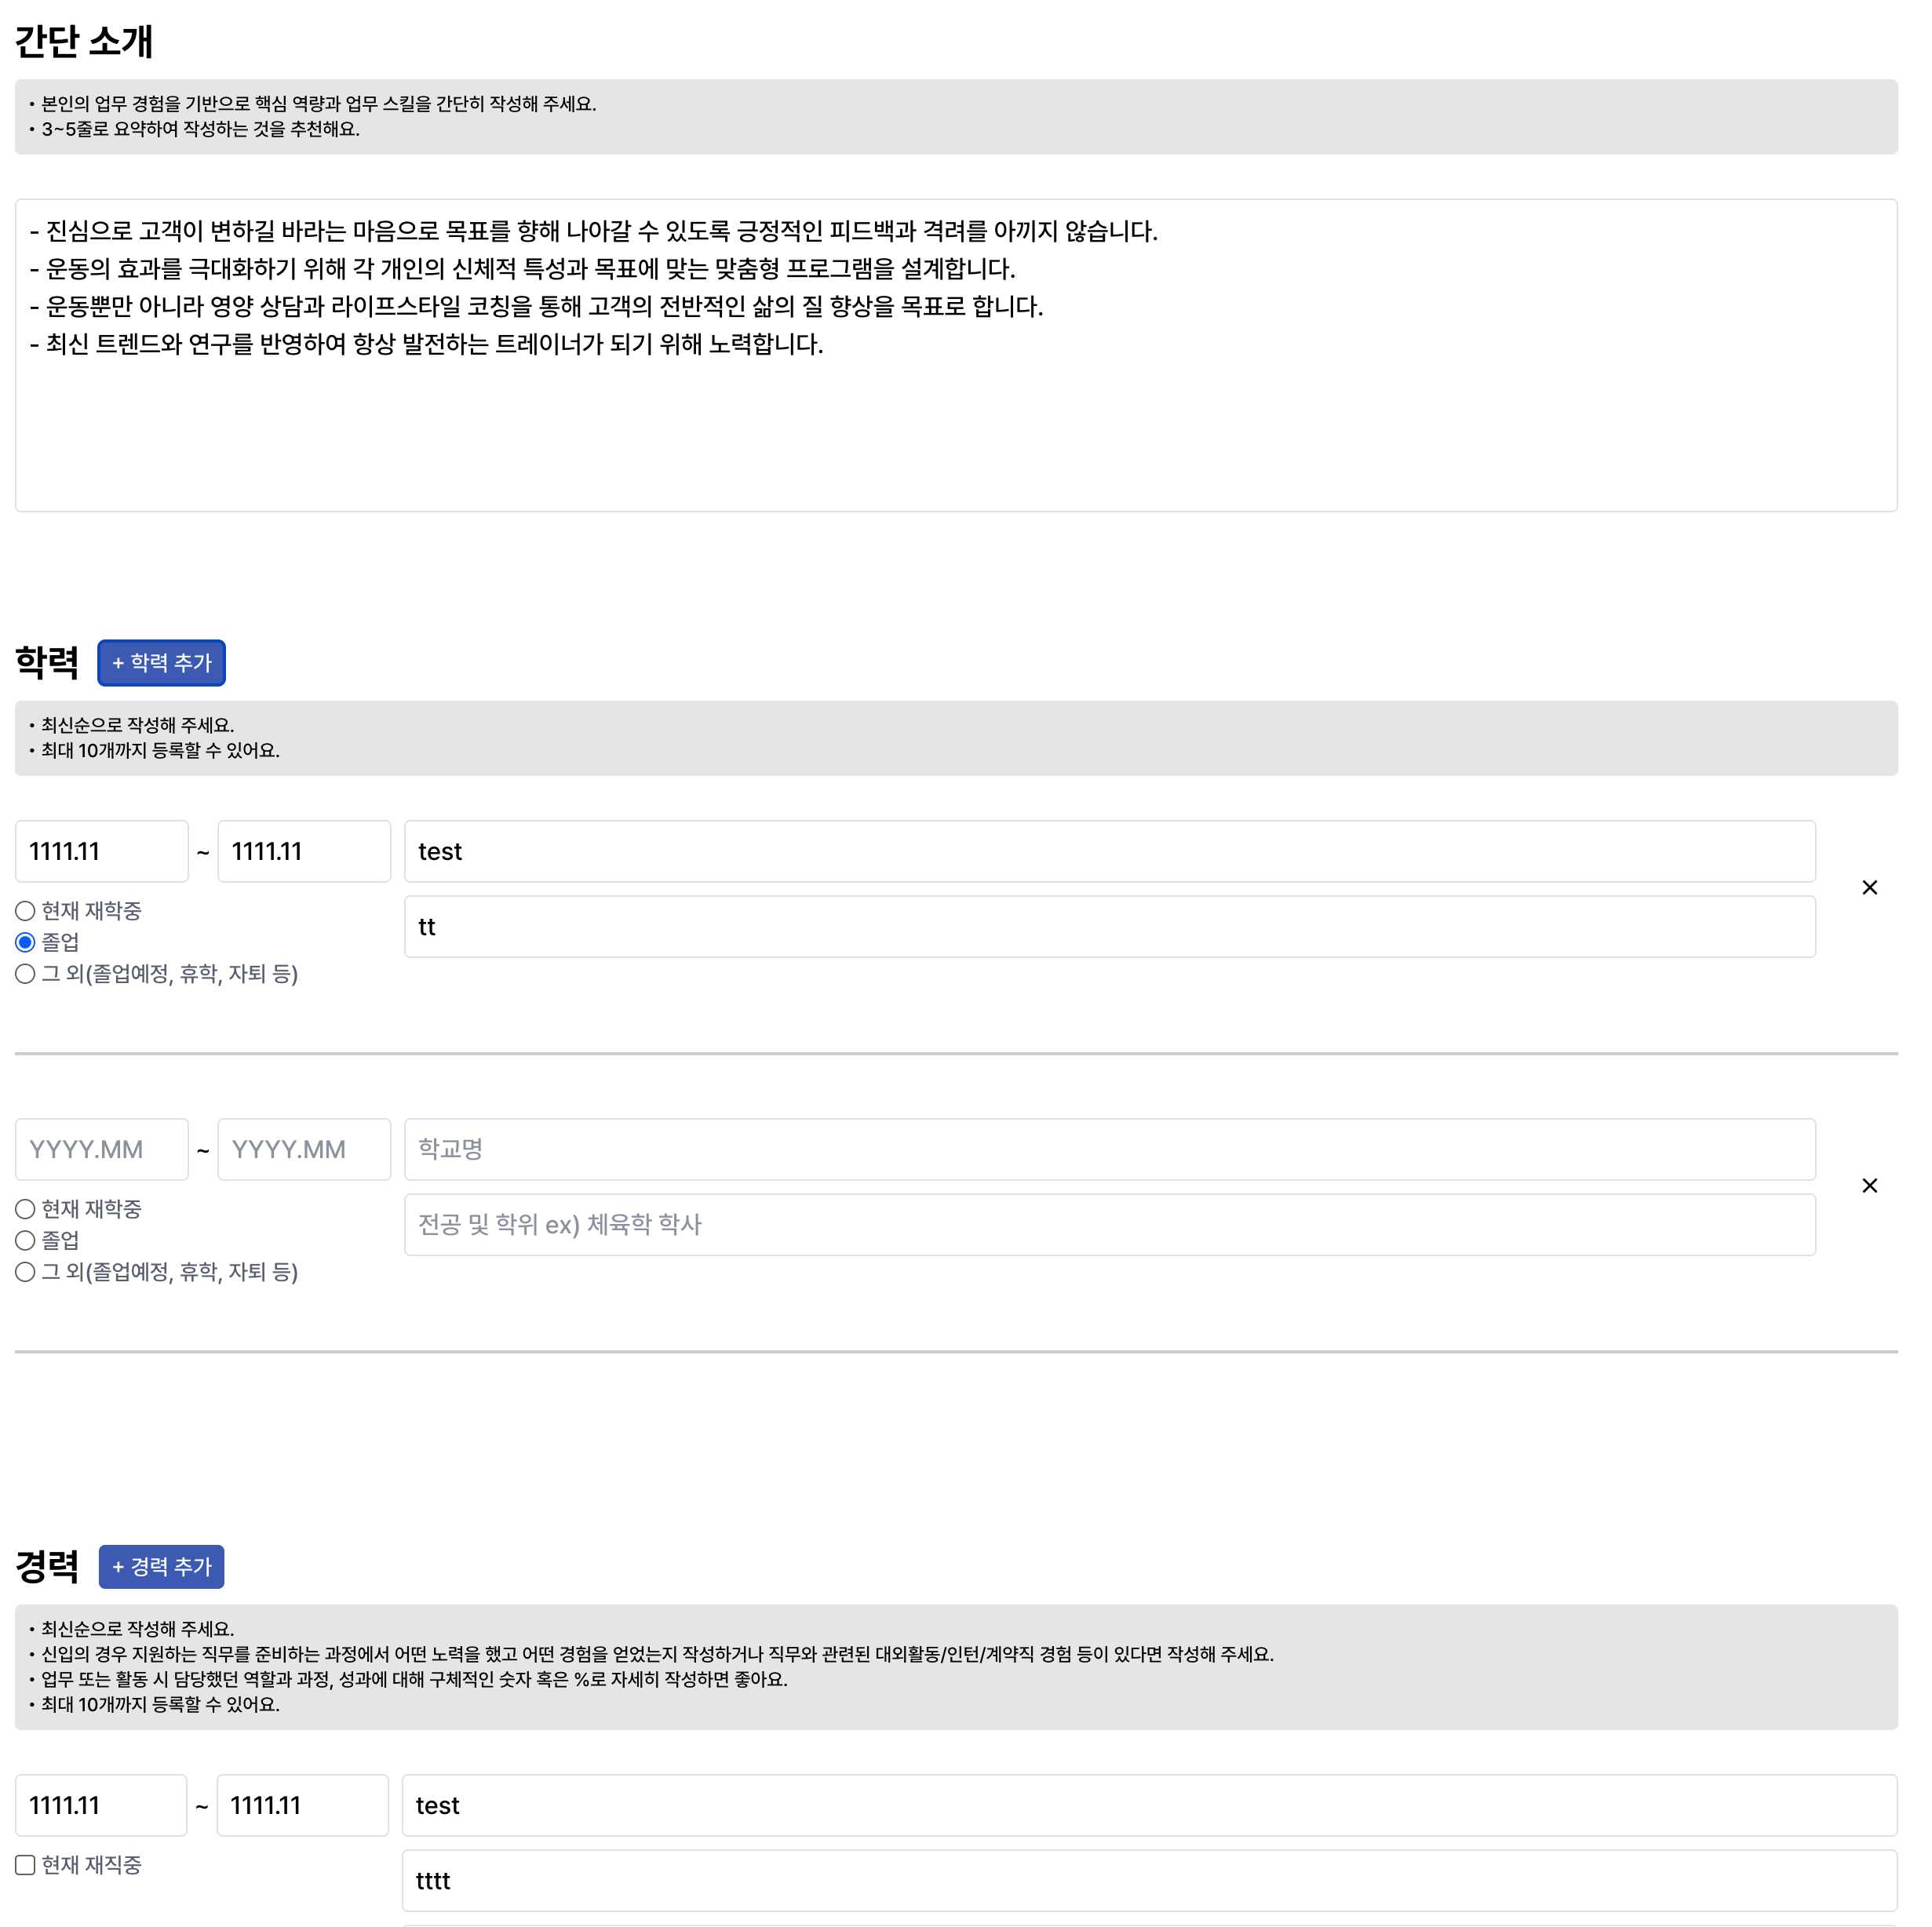 간단 소개
• 본인의 업무 경험을 기반으로 핵심 역량과 업무 스킬을 간단히 작성해 주세요.
• 3~5줄로 요약하여 작성하는 것을 추천해요.
- 진심으로 고객이 변하길 바라는 마음으로 목표를 향해 나아갈 수 있도록 긍정적인 피드백과 격려를 아끼지 않습니다.
- 운동의 효과를 극대화하기 위해 각 개인의 신체적 특성과 목표에 맞는 맞춤형 프로그램을 설계합니다.
- 운동뿐만 아니라 영양 상담과 라이프스타일 코칭을 통해 고객의 전반적인 삶의 질 향상을 목표로 합니다.
- 최신 트렌드와 연구를 반영하여 항상 발전하는 트레이너가 되기 위해 노력합니다.
학력 + 학력 추가
• 최신순으로 작성해 주세요.
• 최대 10개까지 등록할 수 있어요.
1111.11 ~ 1111.11 test
tt
현재 재학중
졸업
그 외(졸업예정, 휴학, 자퇴 등)
YYYY.MM ~ YYYY.MM 학교명
전공 및 학위 ex) 체육학 학사
현재 재학중
졸업
그 외(졸업예정, 휴학, 자퇴 등)
경력 + 경력 추가
• 최신순으로 작성해 주세요.
• 신입의 경우 지원하는 직무를 준비하는 과정에서 어떤 노력을 했고 어떤 경험을 얻었는지 작성하거나 직무와 관련된 대외활동/인턴/계약직 경험 등이 있다면 작성해 주세요.
• 업무 또는 활동 시 담당했던 역할과 과정, 성과에 대해 구체적인 숫자 혹은 %로 자세히 작성하면 좋아요.
• 최대 10개까지 등록할 수 있어요.
1111.11 ~ 1111.11 test
현재 재직중
tttt